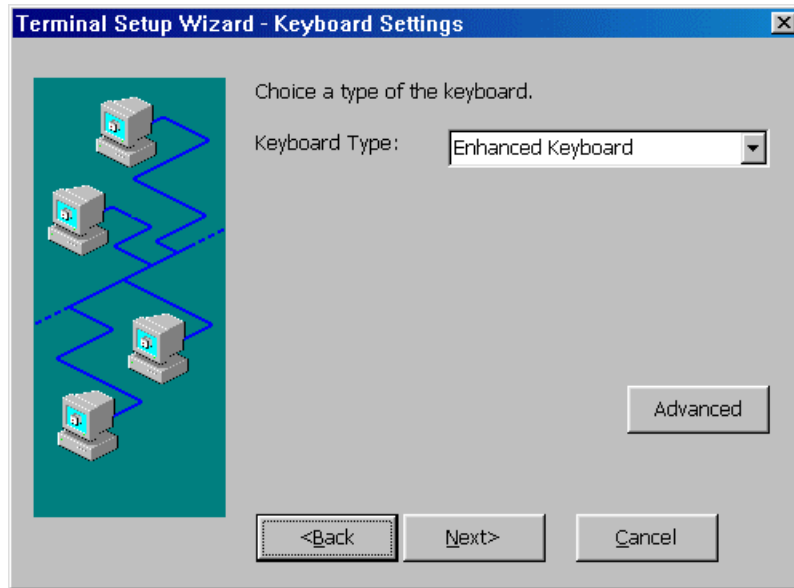 Terminal Setup Wizard - Keyboard Settings
Choice a type of the keyboard.
Keyboard Type: Enhanced Keyboard
Advanced
<Back Next> Cancel